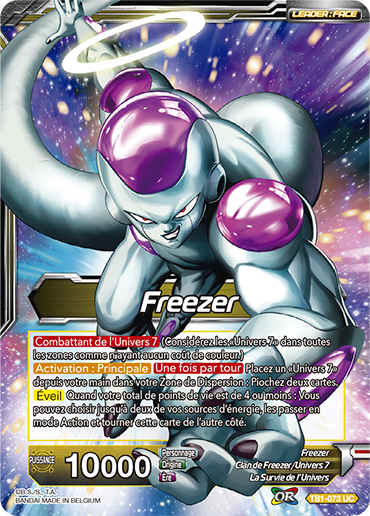 LEADER : FACE
Freezer
Combattant de l'Univers 7 (Considérez les «Univers 7» dans toutes
les zones comme n'ayant aucun coût de couleur.)
Activation : Principale Une fois par tour Placez un «Univers 7»
depuis votre main dans votre Zone de Dispersion : Piochez deux cartes.
Éveil Quand votre total de points de vie est de 4 ou moins : Vous
pouvez choisir jusqu'à deux de vos sources d'énergie, les passer en
mode Action et tourner cette carte de l'autre côté.
PUISSANCE 10000
Personnage Freezer
Origine Clan de Freezer/Univers 7
Ère La Survie de l'Univers
©B.S./S., T.A.
BANDAI MADE IN BELGIUM
TB1-073 UC